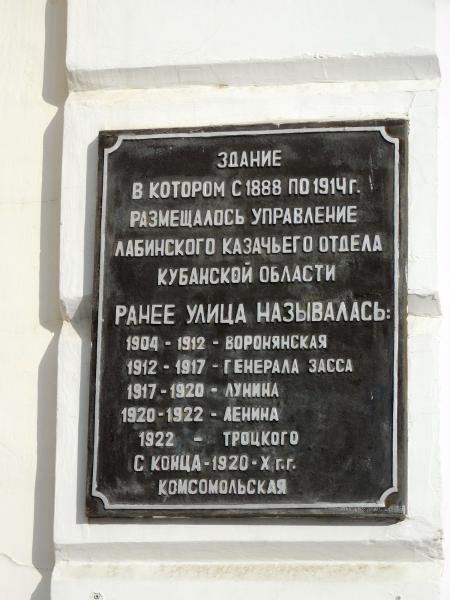 ЗДАНИЕ
В КОТОРОМ С 1888 ПО 1914 г.
РАЗМЕЩАЛОСЬ УПРАВЛЕНИЕ
ЛАБИНСКОГО КАЗАЧЬЕГО ОТДЕЛА
КУБАНСКОЙ ОБЛАСТИ
РАНЕЕ УЛИЦА НАЗЫВАЛАСЬ:
1904 - 1912 - ВОРОНЯНСКАЯ
1912 - 1917 - ГЕНЕРАЛА ЗАССА
1917 - 1920 - ЛУНИНА
1920 - 1922 - ЛЕНИНА
1922 - ТРОЦКОГО
С КОНЦА - 1920 - Х г.г.
КОМСОМОЛЬСКАЯ